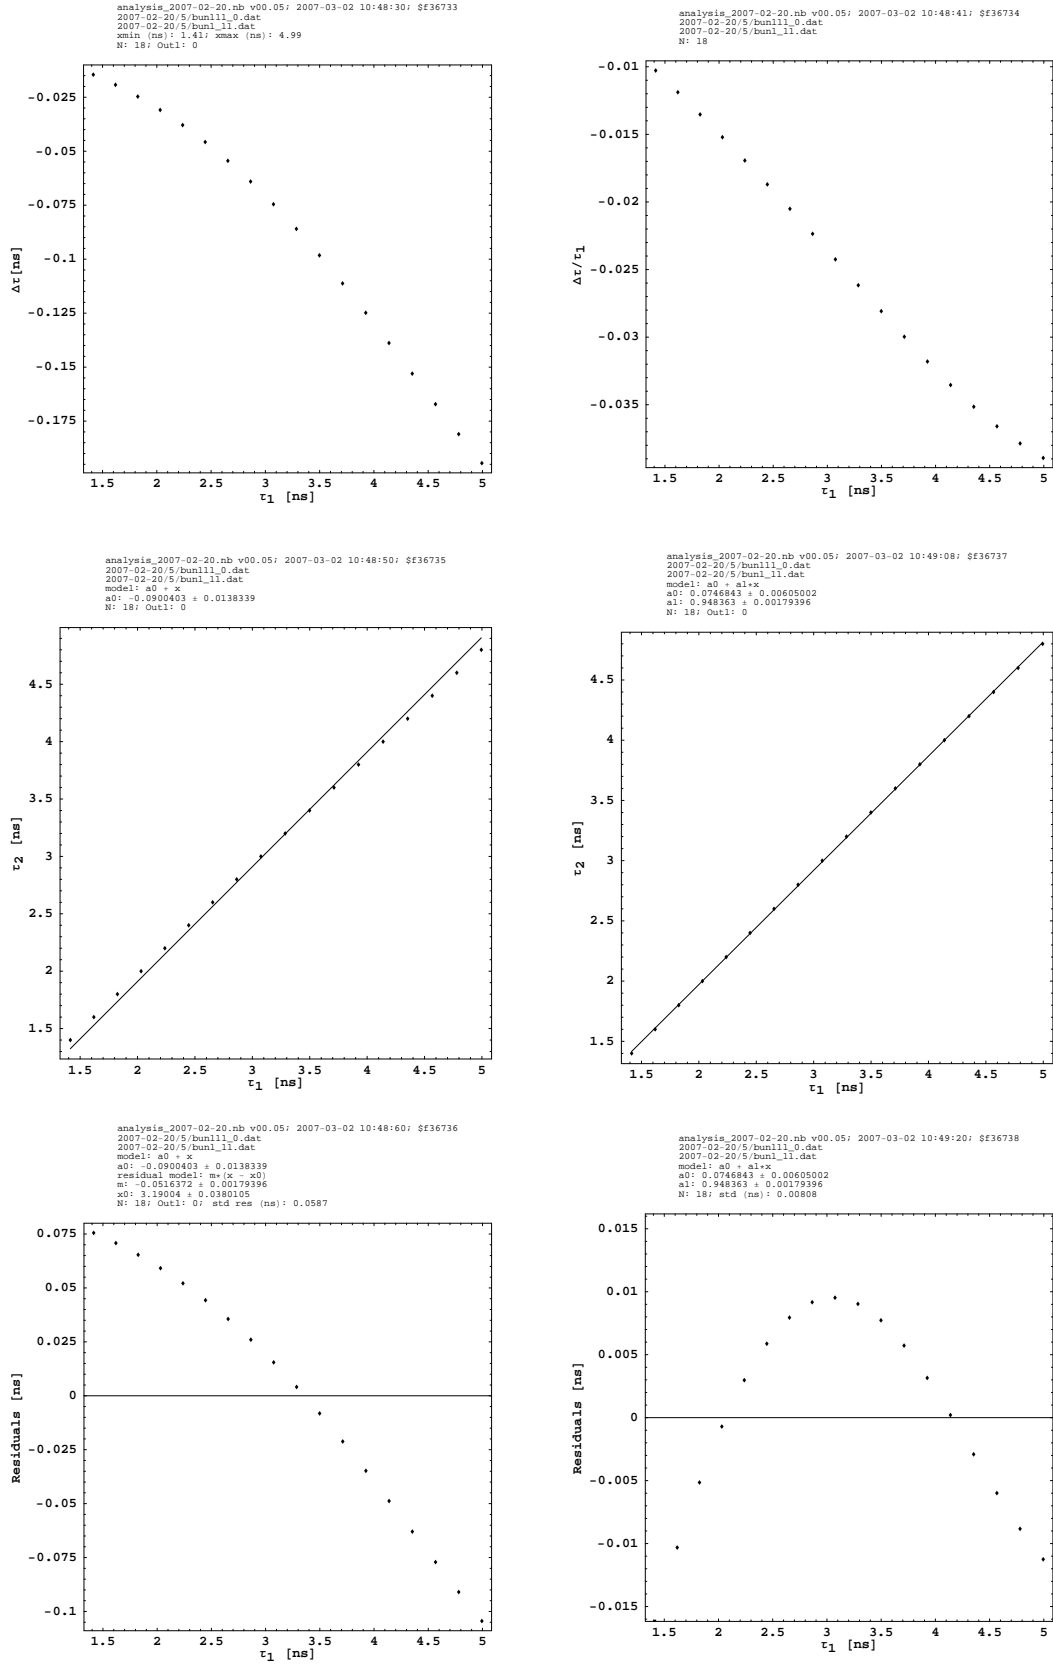 analysis_2007-02-20.nb v00.05; 2007-03-02 10:48:30; $f36733
2007-02-20/5/bunl11_0.dat
2007-02-20/5/bunl_11.dat
xmin (ns): 1.41; xmax (ns): 4.99
N: 18; Outl: 0
-0.025
-0.05
-0.075
-0.1
-0.125
-0.15
-0.175
Δτ[ns]
1.5 2 2.5 3 3.5 4 4.5 5
τ1 [ns]
analysis_2007-02-20.nb v00.05; 2007-03-02 10:48:41; $f36734
2007-02-20/5/bunl11_0.dat
2007-02-20/5/bunl_11.dat
N: 18
-0.01
-0.015
-0.02
-0.025
-0.03
-0.035
Δτ/τ1
1.5 2 2.5 3 3.5 4 4.5 5
τ1 [ns]
analysis_2007-02-20.nb v00.05; 2007-03-02 10:48:50; $f36735
2007-02-20/5/bunl11_0.dat
2007-02-20/5/bunl_11.dat
model: a0 + x
a0: -0.0900403 ± 0.0138339
N: 18; Outl: 0
4.5
4
3.5
3
2.5
2
1.5
τ2 [ns]
1.5 2 2.5 3 3.5 4 4.5 5
τ1 [ns]
analysis_2007-02-20.nb v00.05; 2007-03-02 10:49:08; $f36737
2007-02-20/5/bunl11_0.dat
2007-02-20/5/bunl_11.dat
model: a0 + a1*x
a0: 0.0746843 ± 0.00605002
a1: 0.948363 ± 0.00179396
N: 18; Outl: 0
4.5
4
3.5
3
2.5
2
1.5
τ2 [ns]
1.5 2 2.5 3 3.5 4 4.5 5
τ1 [ns]
analysis_2007-02-20.nb v00.05; 2007-03-02 10:48:60; $f36736
2007-02-20/5/bunl11_0.dat
2007-02-20/5/bunl_11.dat
model: a0 + x
a0: -0.0900403 ± 0.0138339
residual model: m*(x - x0)
m: -0.0516372 ± 0.00179396
x0: 3.19004 ± 0.0380105
N: 18; Outl: 0; std res (ns): 0.0587
0.075
0.05
0.025
0
-0.025
-0.05
-0.075
-0.1
Residuals [ns]
1.5 2 2.5 3 3.5 4 4.5 5
τ1 [ns]
analysis_2007-02-20.nb v00.05; 2007-03-02 10:49:20; $f36738
2007-02-20/5/bunl11_0.dat
2007-02-20/5/bunl_11.dat
model: a0 + a1*x
a0: 0.0746843 ± 0.00605002
a1: 0.948363 ± 0.00179396
N: 18; std (ns): 0.00808
0.015
0.01
0.005
0
-0.005
-0.01
-0.015
Residuals [ns]
1.5 2 2.5 3 3.5 4 4.5 5
τ1 [ns]